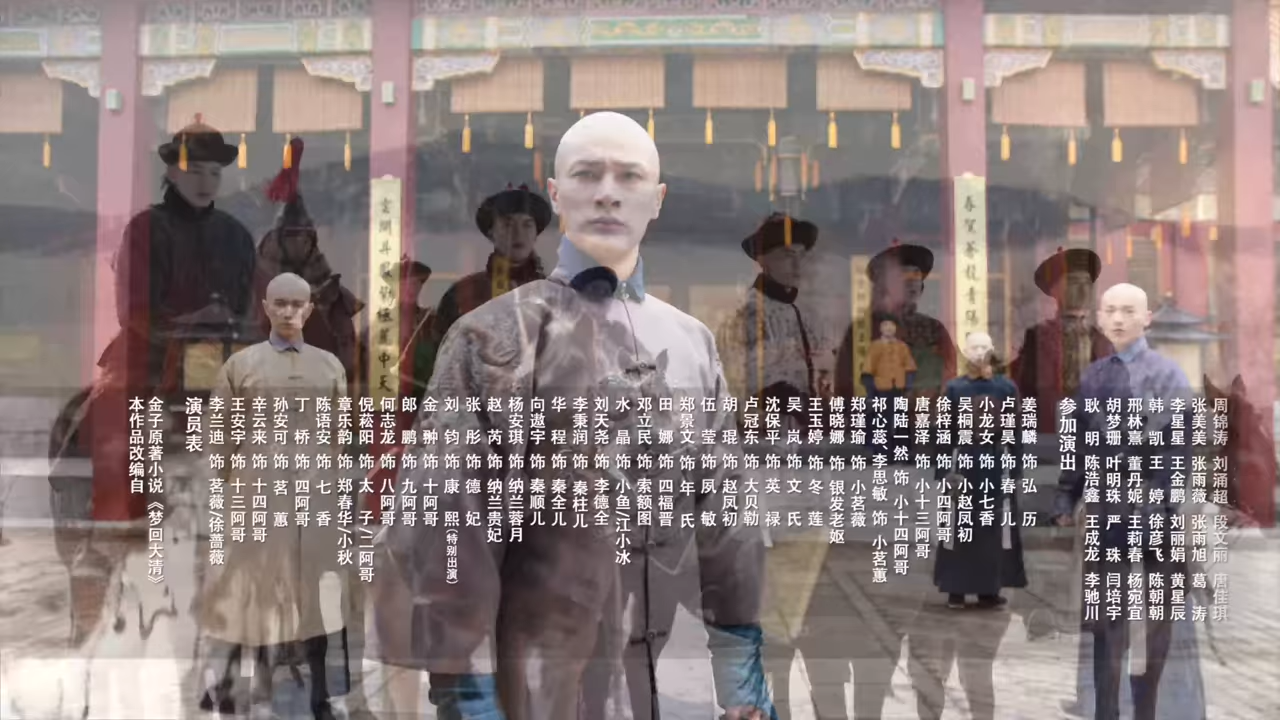 本作品改编自
金子原著小说《梦回大清》
演员表
李兰迪 饰 茗薇(徐蔷薇)
王安宇 饰 十三阿哥
辛云来 饰 十四阿哥
孙安可 饰 茗 蕙
丁 桥 饰 四阿哥
陈语安 饰 七 香
章乐韵 饰 郑春华/小秋
倪菘阳 饰 太 子/二阿哥
何志龙 饰 八阿哥
郎 鹏 饰 九阿哥
金 翀 饰 十阿哥
刘 钧 饰 康 熙(特别出演)
张 彤 饰 德 妃
赵 芮 饰 纳兰贵妃
杨安琪 饰 纳兰蓉月
向遨宇 饰 秦顺儿
华 程 饰 秦全儿
李秉润 饰 秦柱儿
刘天尧 饰 李德全
水 晶 饰 小鱼/江小冰
邓立民 饰 索额图
田 娜 饰 四福晋
郑景文 饰 年 氏
伍 莹 饰 夙 敏
胡 琨 饰 赵凤初
卢冠东 饰 大贝勒
沈保平 饰 英 禄
吴 岚 饰 文 氏
王玉婷 饰 冬 莲
傅晓娜 饰 银发老妪
郑瑾瑜 饰 小茗薇
祁心蕊、李思敏 饰 小茗蕙
陶陆一然 饰 小十四阿哥
唐嘉泽 饰 小十三阿哥
徐梓涵 饰 小四阿哥
吴桐震 饰 小赵凤初
小龙女 饰 小七香
卢瑾昊 饰 春 儿
姜瑞麟 饰 弘 历
参加演出
耿 明 陈浩鑫 王成龙 李驰川
胡梦珊 叶明珠 严 珠 闫培宇
邢林熹 董丹妮 王莉春 杨宛宜
韩 凯 王 婷 徐彦飞 陈朝朝
李星星 王金鹏 刘丽娟 黄星辰
张美美 张雨薇 张雨旭 葛 涛
周锦涛 刘涌超 段文丽 唐佳琪
春賀蒼龍青陽